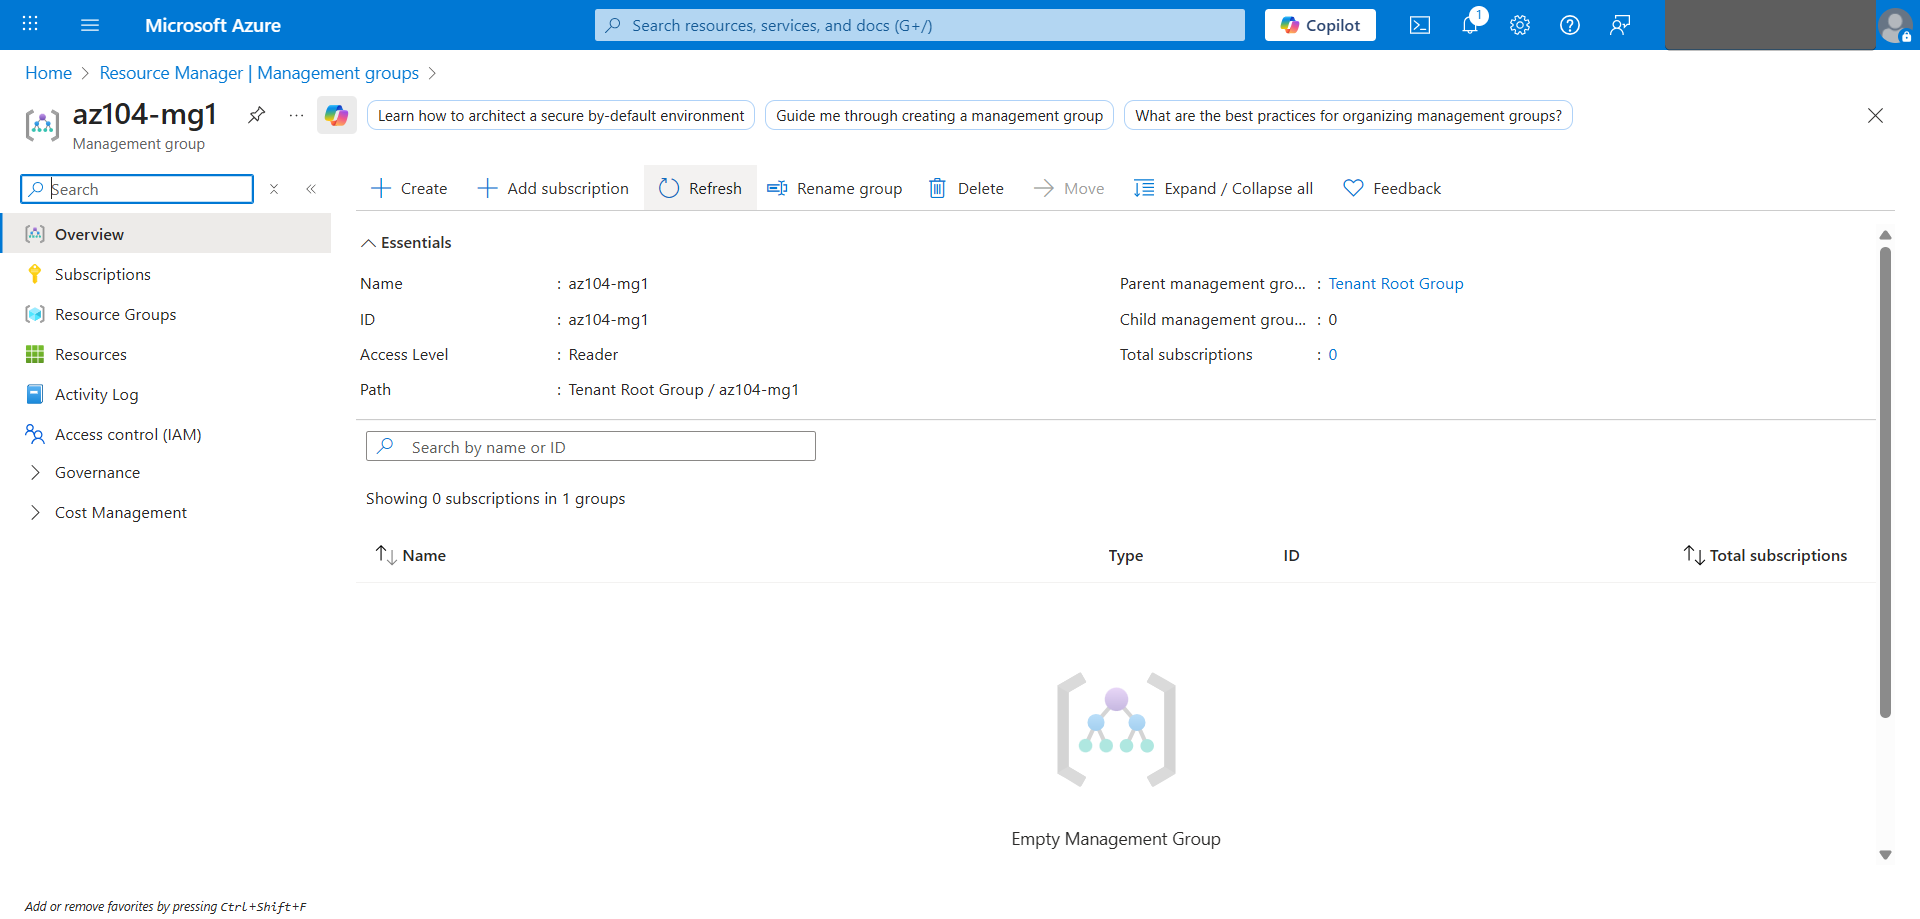 Microsoft Azure
Search resources, services, and docs (G+/)
Copilot
1
Home > Resource Manager | Management groups >
az104-mg1
Management group
Learn how to architect a secure by-default environment
Guide me through creating a management group
What are the best practices for organizing management groups?
Search
Create
Add subscription
Refresh
Rename group
Delete
Move
Expand / Collapse all
Feedback
Overview
Subscriptions
Resource Groups
Resources
Activity Log
Access control (IAM)
Governance
Cost Management
Essentials
Name : az104-mg1
ID : az104-mg1
Access Level : Reader
Path : Tenant Root Group / az104-mg1
Parent management gro... : Tenant Root Group
Child management grou... : 0
Total subscriptions : 0
Search by name or ID
Showing 0 subscriptions in 1 groups
Name Type ID Total subscriptions
Empty Management Group
Add or remove favorites by pressing Ctrl+Shift+F